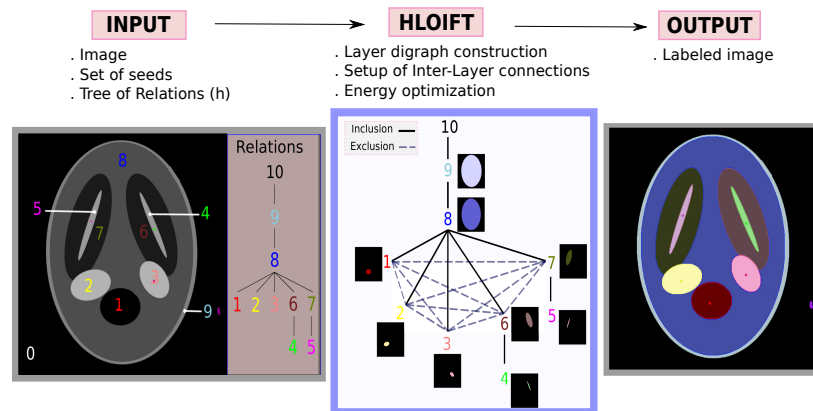 INPUT
HLOIFT
OUTPUT
. Image
. Set of seeds
. Tree of Relations (h)
. Layer digraph construction
. Setup of Inter-Layer connections
. Energy optimization
. Labeled image
8
5
4
7
6
3
2
1
9
0
Relations
10
9
8
1 2 3 6 7
4 5
Inclusion
Exclusion
10
9
8
1
7
2
6
5
3
4